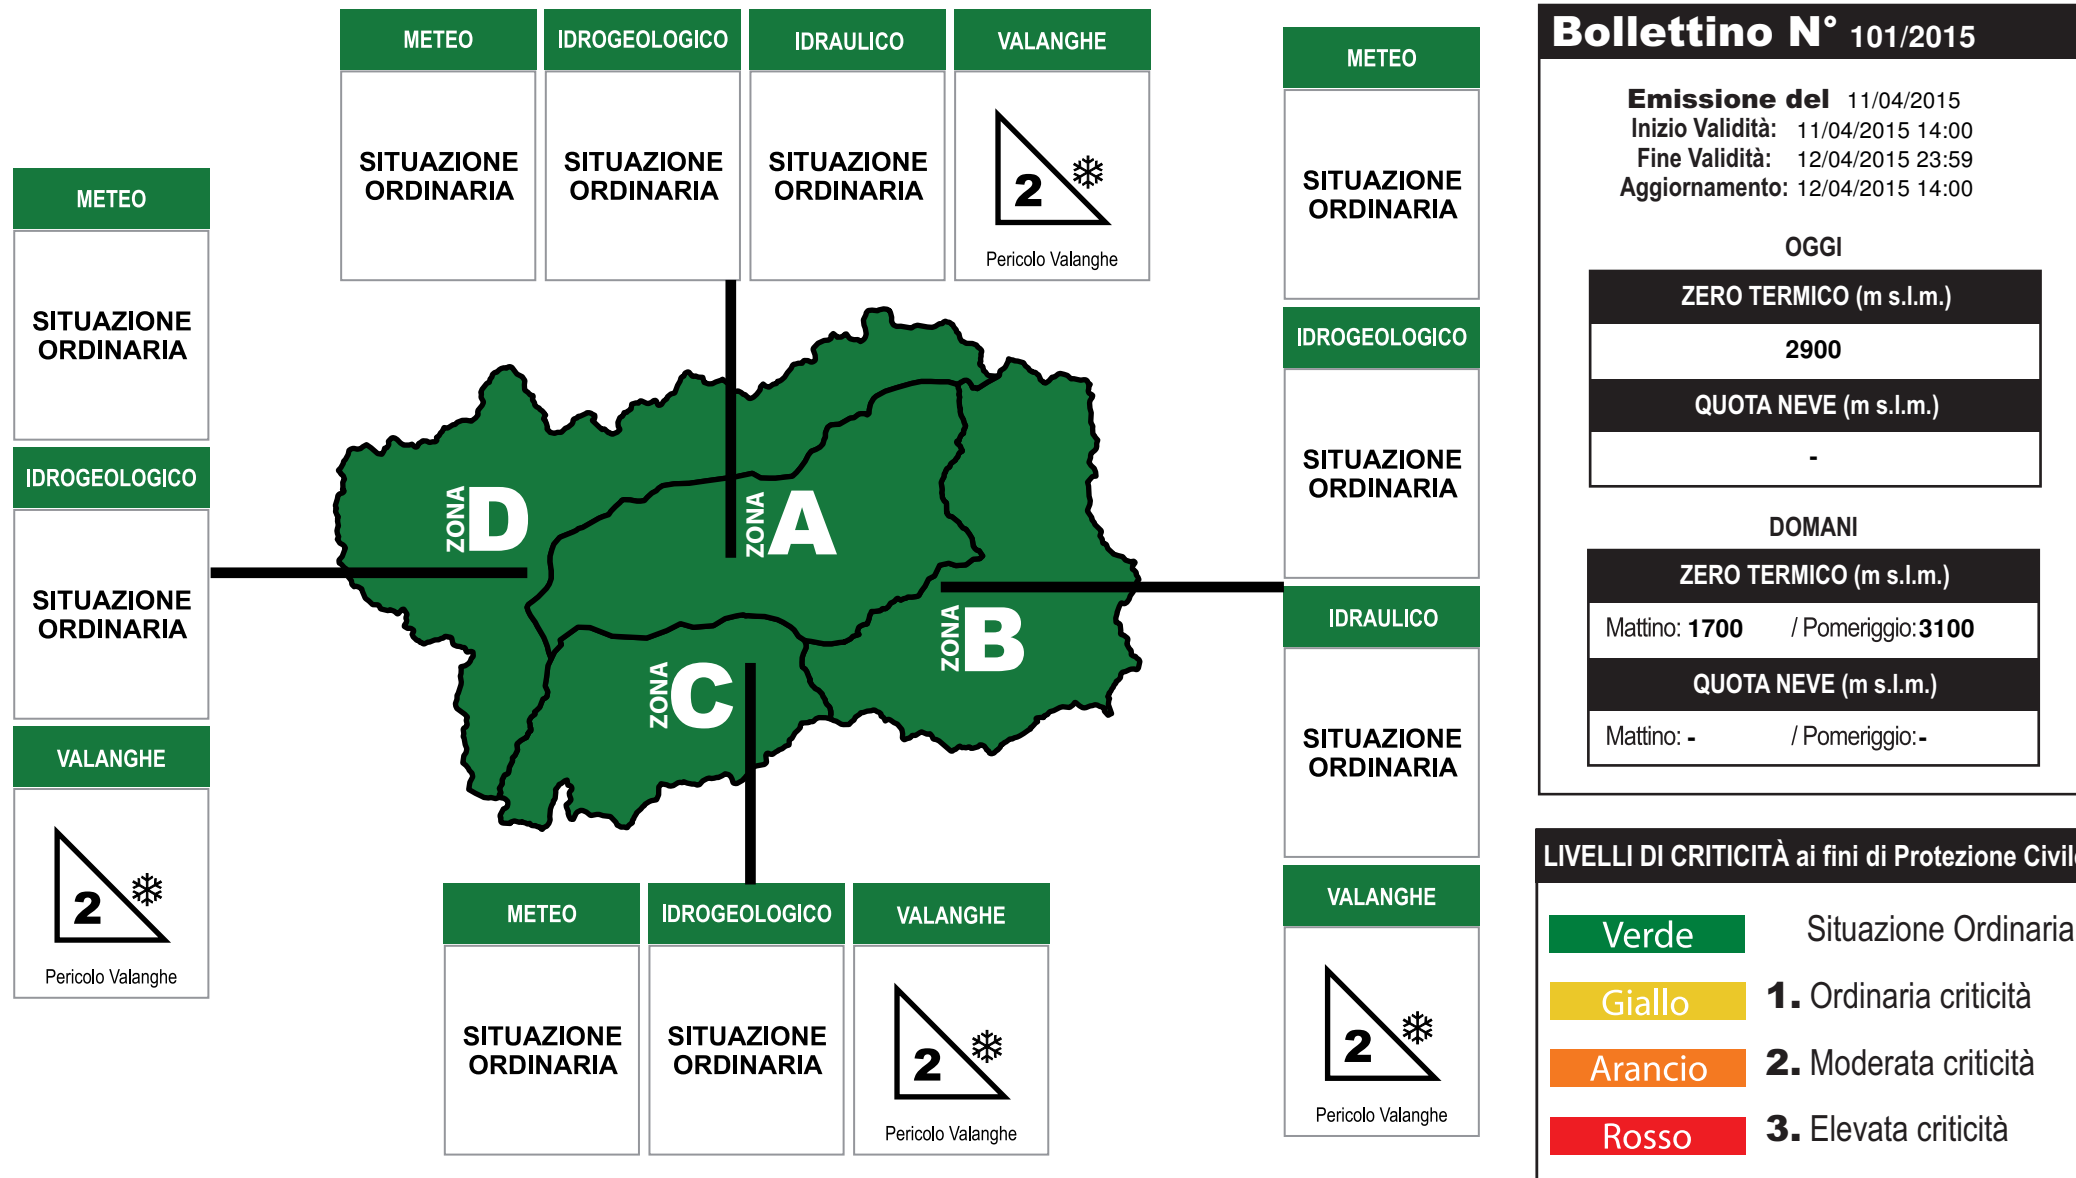 METEO
IDROGEOLOGICO
IDRAULICO
VALANGHE
SITUAZIONE
ORDINARIA
SITUAZIONE
ORDINARIA
SITUAZIONE
ORDINARIA
2
Pericolo Valanghe
METEO
SITUAZIONE
ORDINARIA
IDROGEOLOGICO
SITUAZIONE
ORDINARIA
VALANGHE
2
Pericolo Valanghe
ZONA D
ZONA A
ZONA B
ZONA C
METEO
IDROGEOLOGICO
VALANGHE
SITUAZIONE
ORDINARIA
SITUAZIONE
ORDINARIA
2
Pericolo Valanghe
METEO
SITUAZIONE
ORDINARIA
IDROGEOLOGICO
SITUAZIONE
ORDINARIA
IDRAULICO
SITUAZIONE
ORDINARIA
VALANGHE
2
Pericolo Valanghe
Bollettino N° 101/2015
Emissione del 11/04/2015
Inizio Validità: 11/04/2015 14:00
Fine Validità: 12/04/2015 23:59
Aggiornamento: 12/04/2015 14:00
OGGI
ZERO TERMICO (m s.l.m.)
2900
QUOTA NEVE (m s.l.m.)
-
DOMANI
ZERO TERMICO (m s.l.m.)
Mattino: 1700 / Pomeriggio: 3100
QUOTA NEVE (m s.l.m.)
Mattino: - / Pomeriggio: -
LIVELLI DI CRITICITÀ ai fini di Protezione Civile
Verde Situazione Ordinaria
Giallo 1. Ordinaria criticità
Arancio 2. Moderata criticità
Rosso 3. Elevata criticità